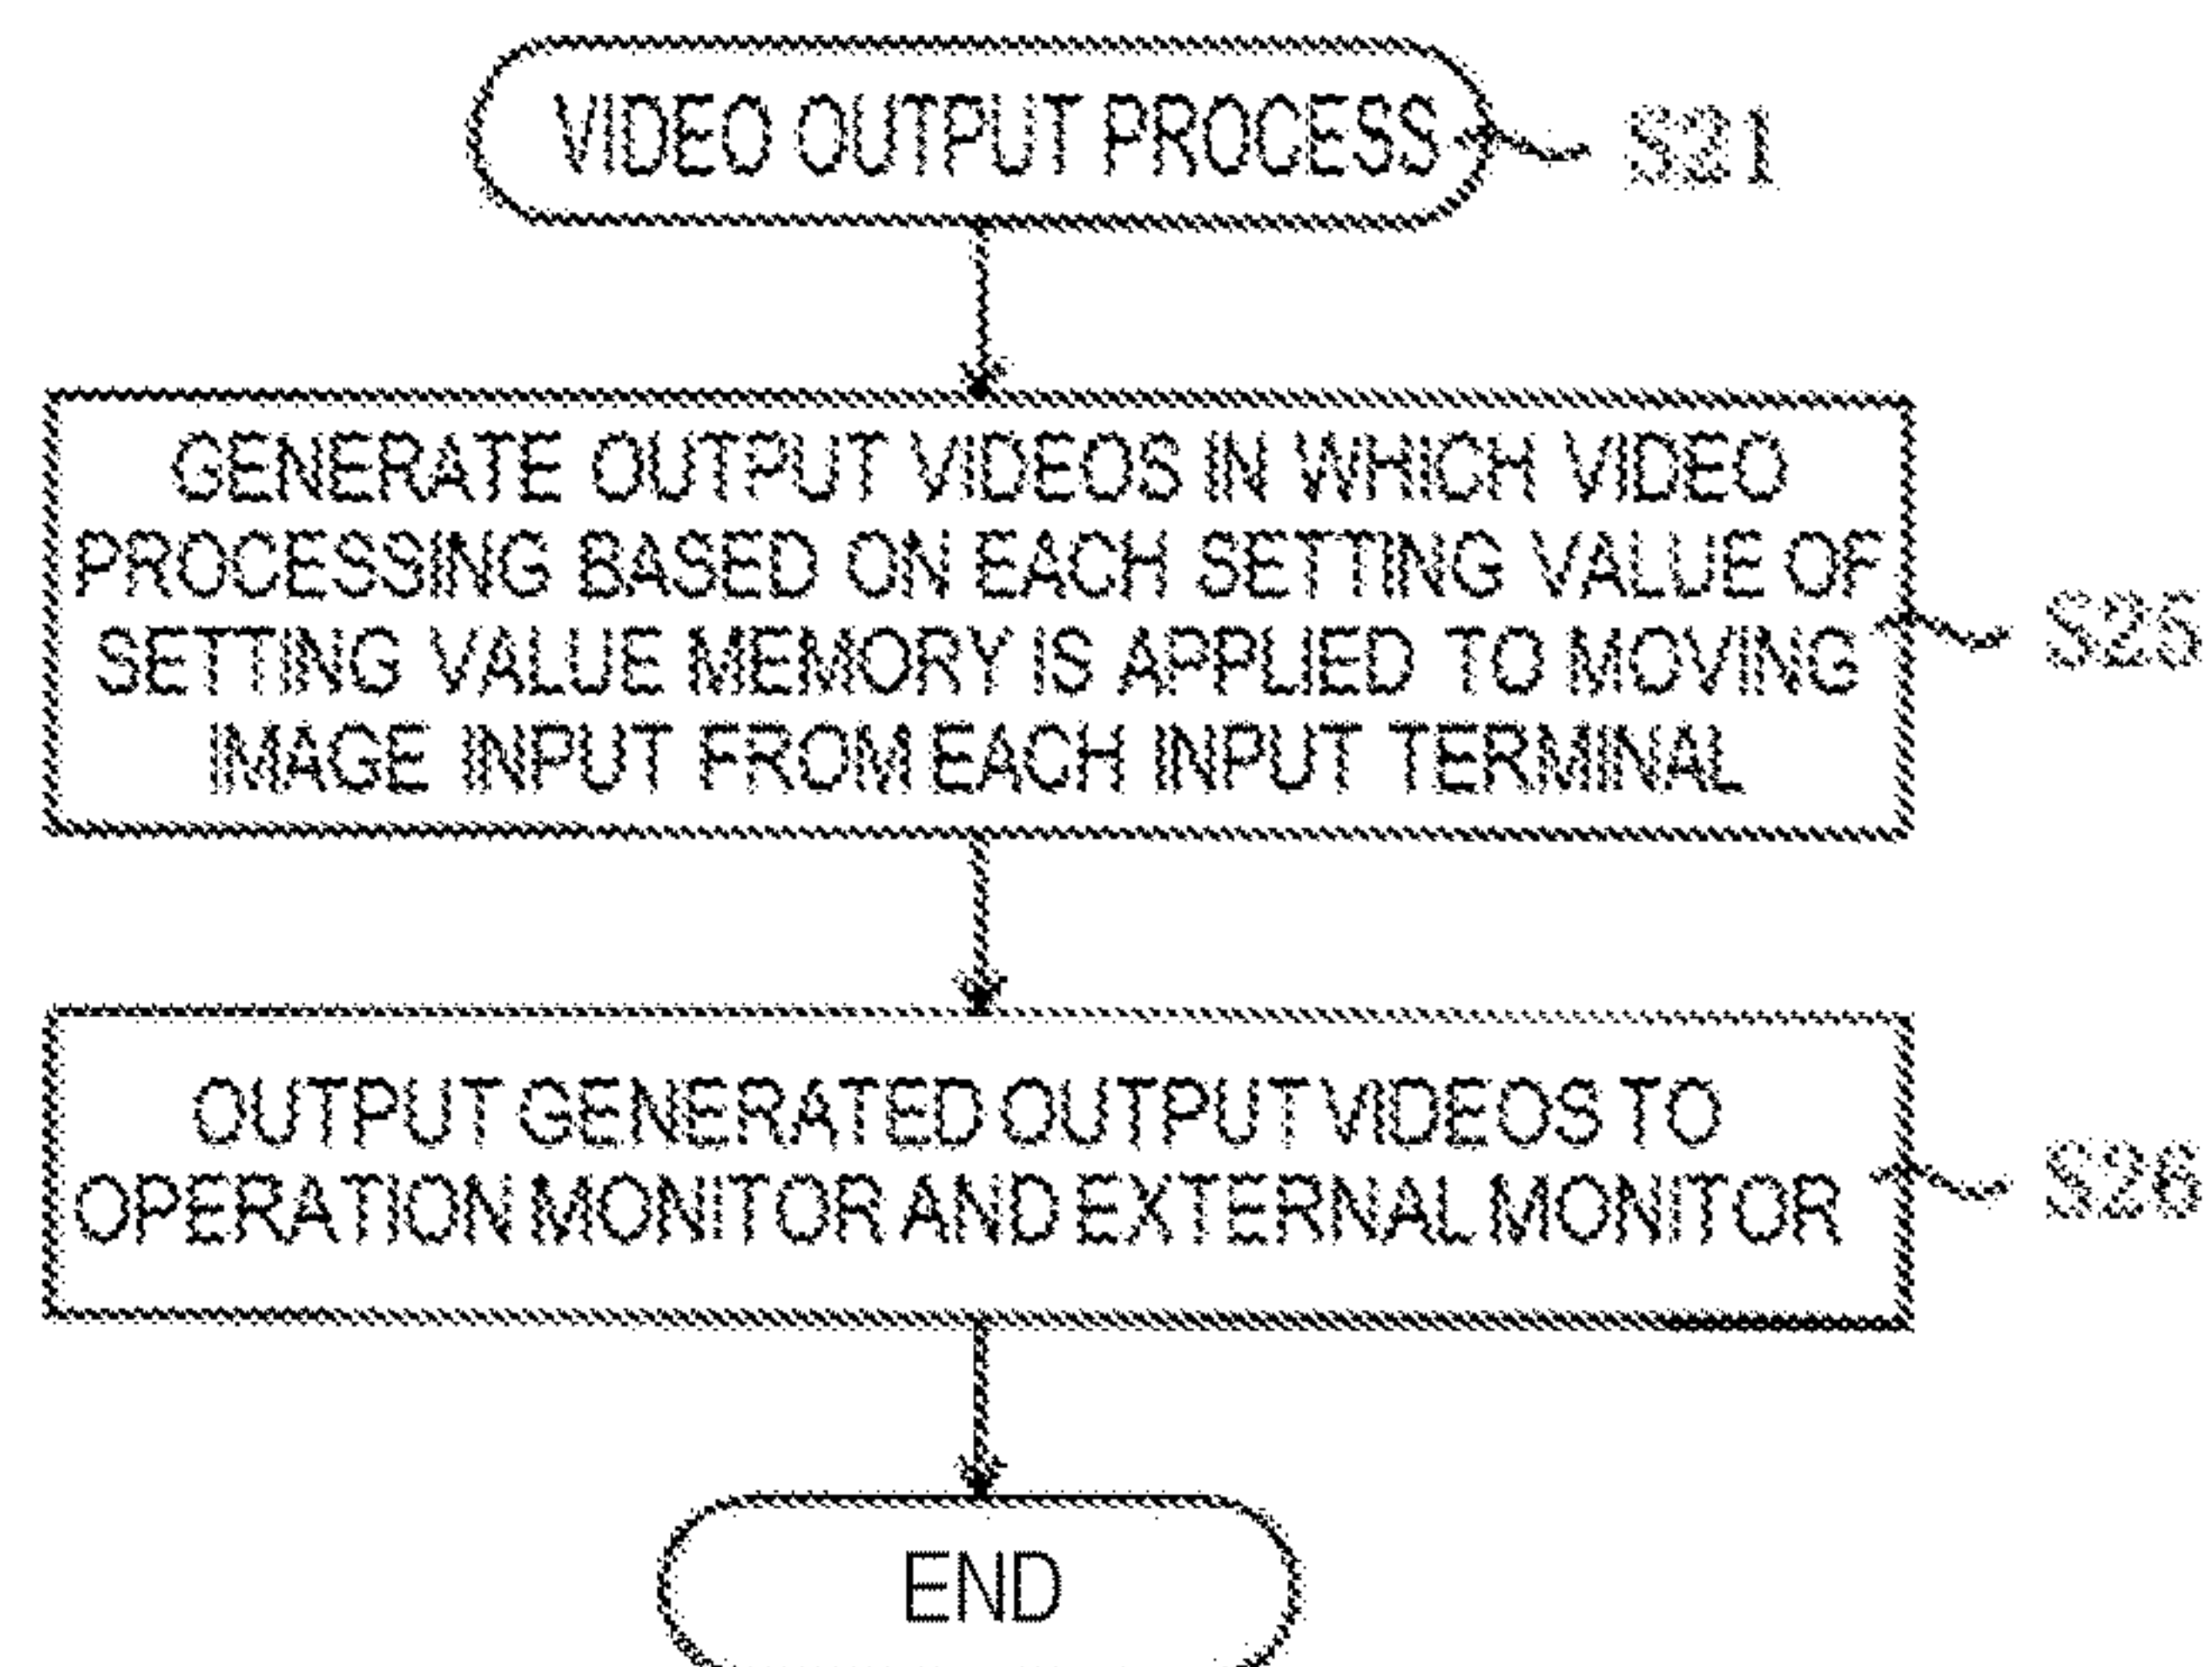 VIDEO OUTPUT PROCESS
S21
GENERATE OUTPUT VIDEOS IN WHICH VIDEO
PROCESSING BASED ON EACH SETTING VALUE OF
SETTING VALUE MEMORY IS APPLIED TO MOVING
IMAGE INPUT FROM EACH INPUT TERMINAL
S25
OUTPUT GENERATED OUTPUT VIDEOS TO
OPERATION MONITOR AND EXTERNAL MONITOR
S26
END